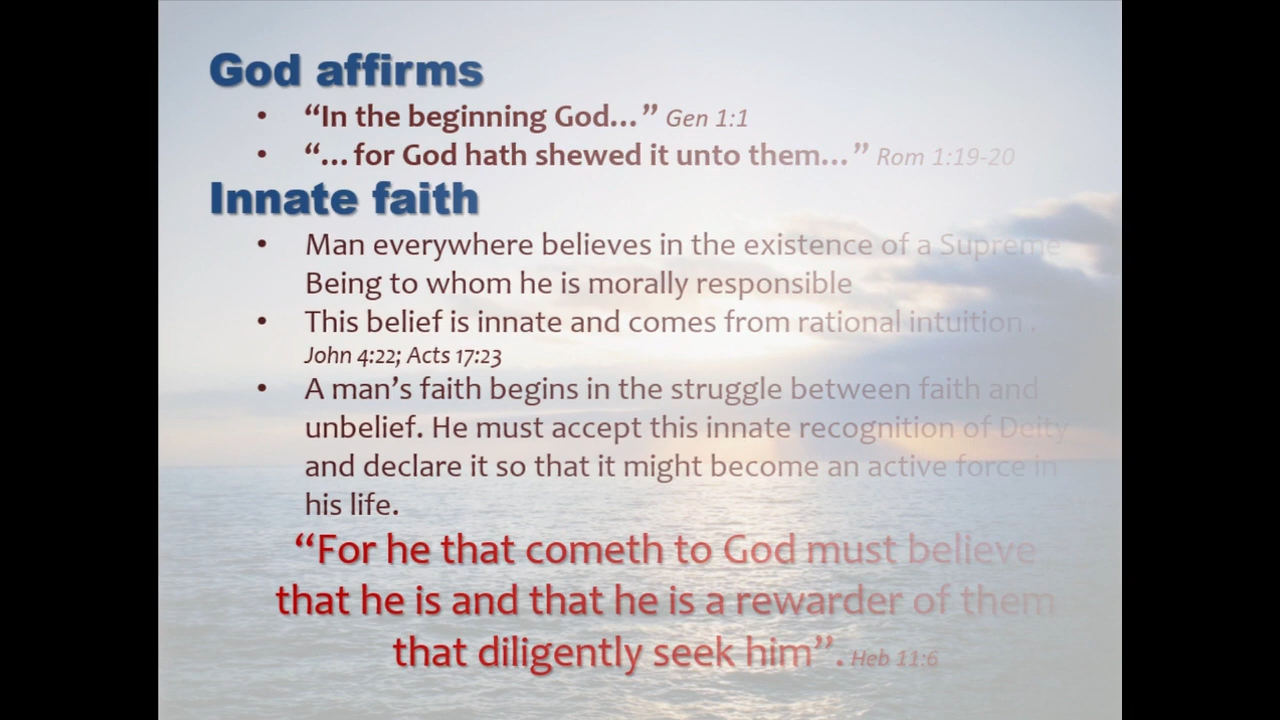 God affirms
• “In the beginning God…” Gen 1:1
• “… for God hath shewed it unto them…” Rom 1:19-20
Innate faith
• Man everywhere believes in the existence of a Supreme
Being to whom he is morally responsible
• This belief is innate and comes from rational intuition .
John 4:22; Acts 17:23
• A man’s faith begins in the struggle between faith and
unbelief. He must accept this innate recognition of Deity
and declare it so that it might become an active force in
his life.
“For he that cometh to God must believe
that he is and that he is a rewarder of them
that diligently seek him”. Heb 11:6